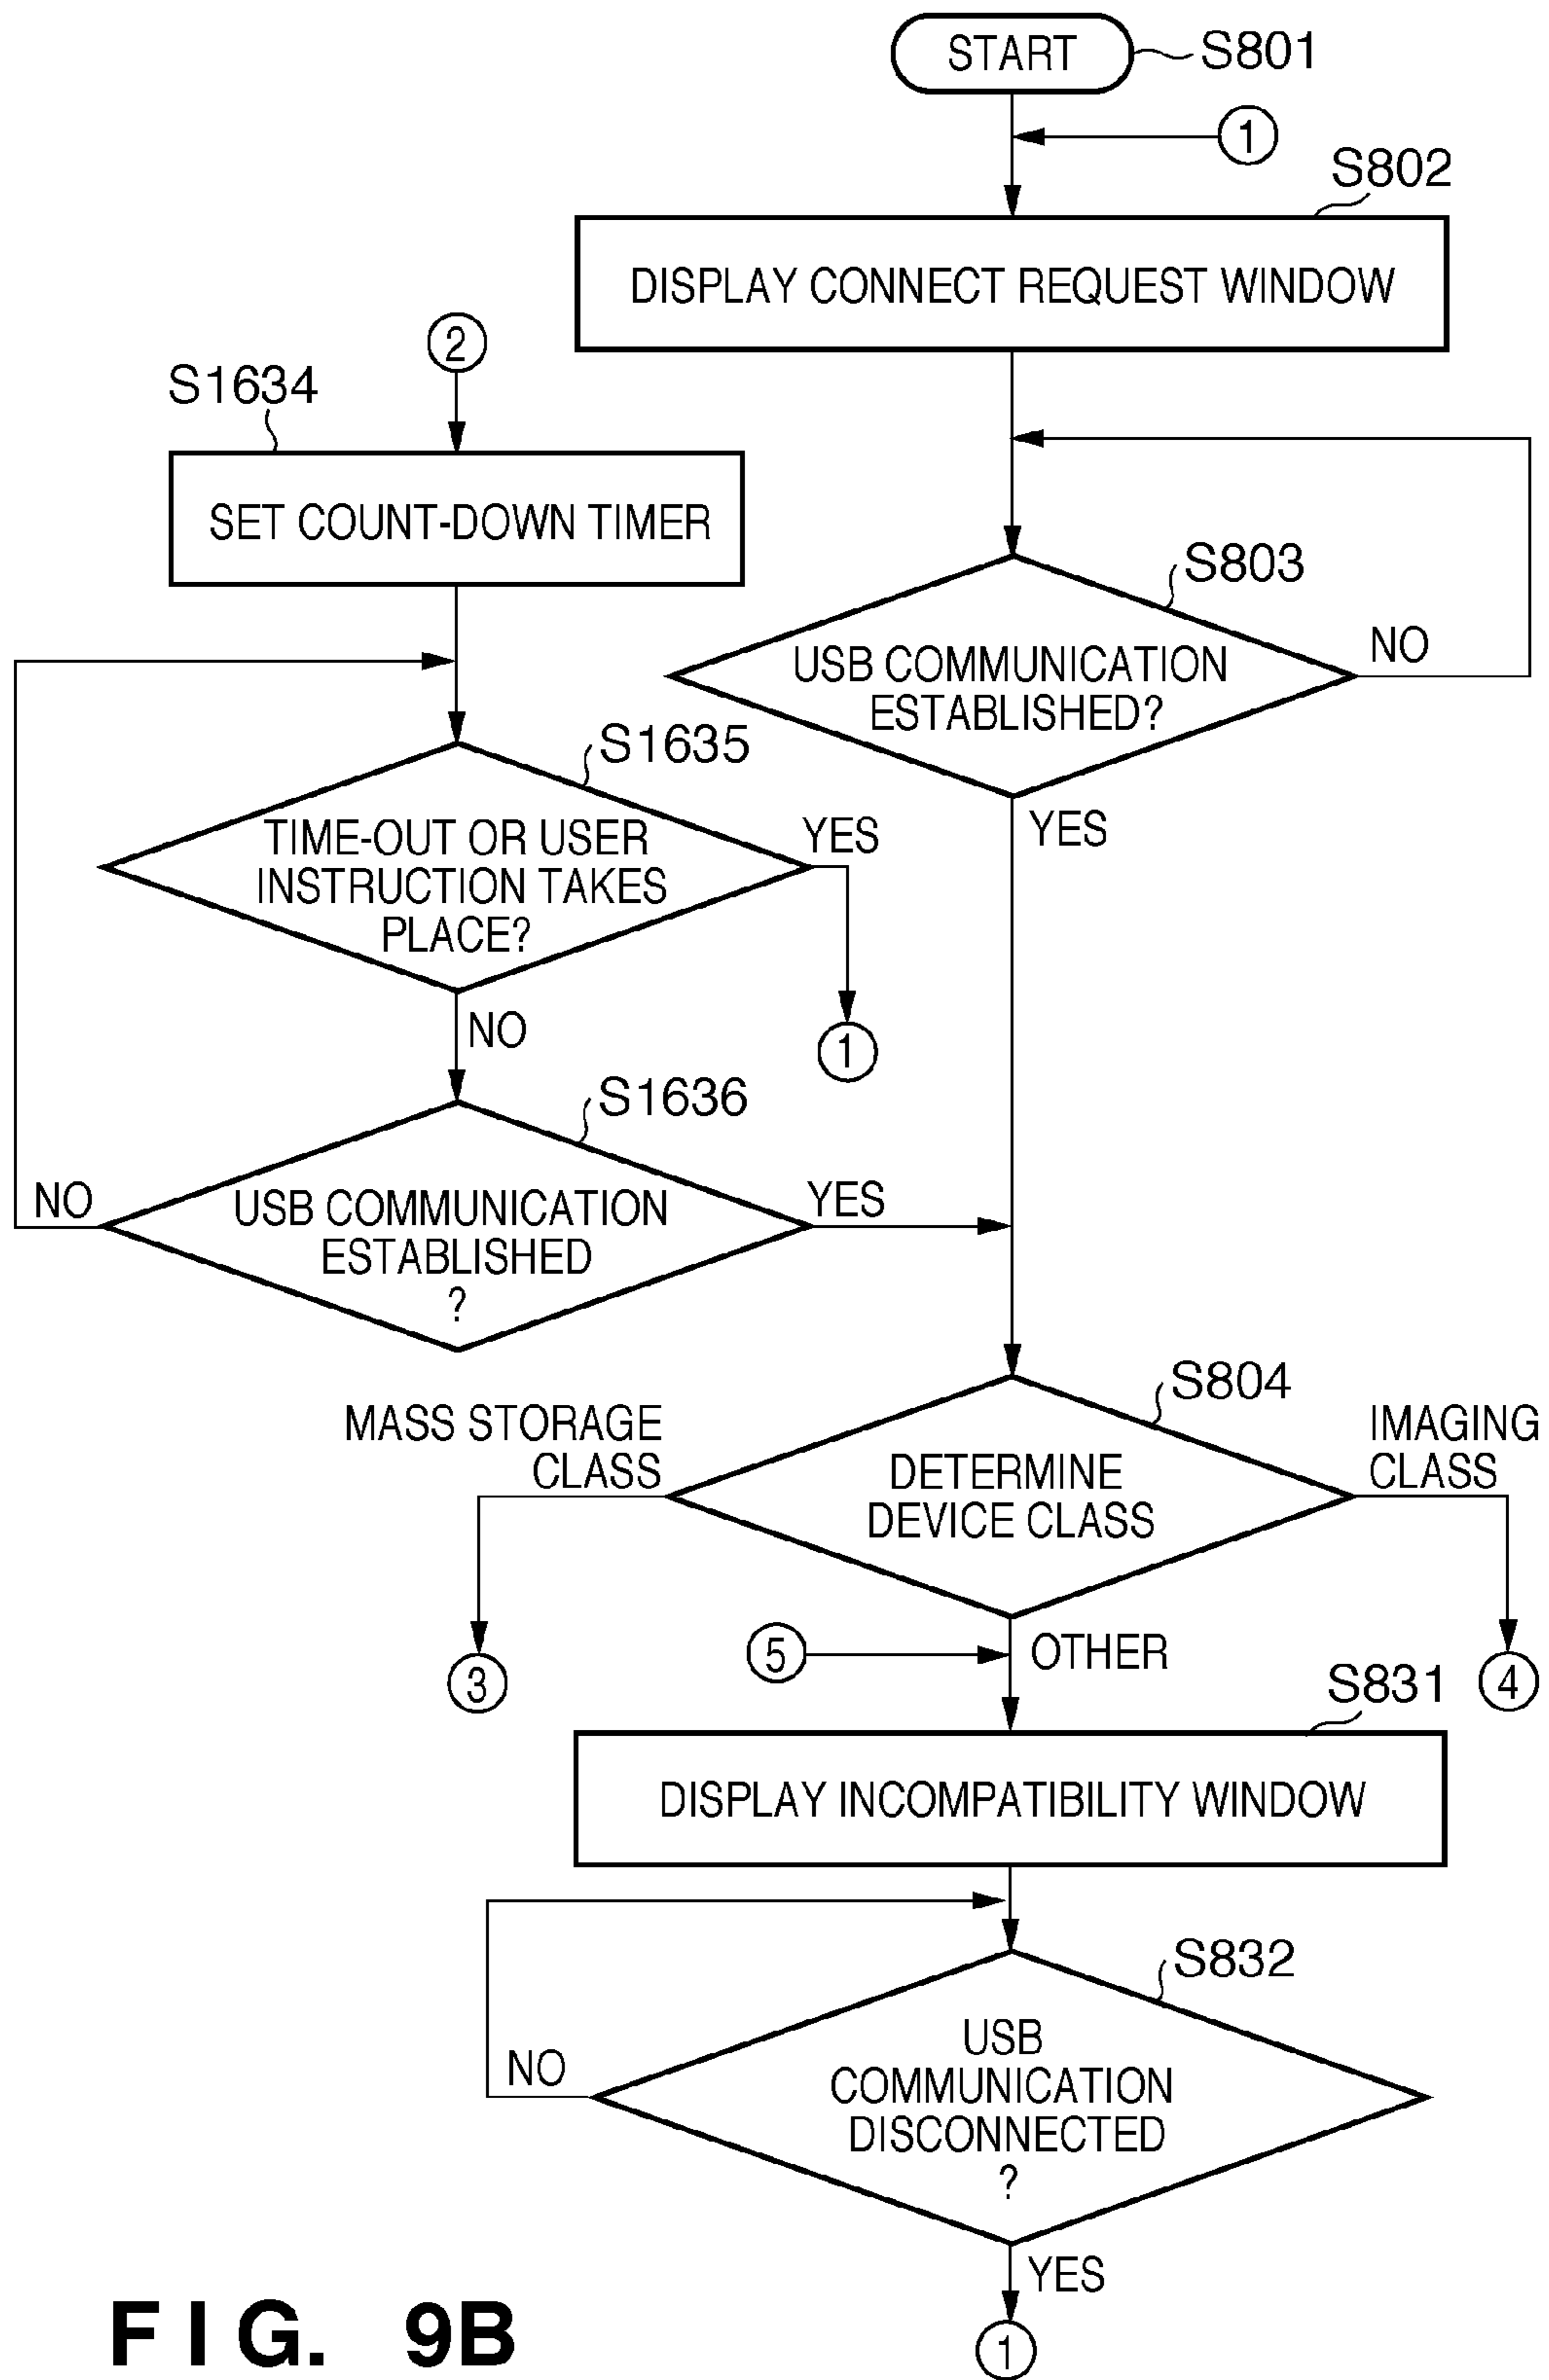 START
S801
1
S802
DISPLAY CONNECT REQUEST WINDOW
2
S1634
SET COUNT-DOWN TIMER
S803
USB COMMUNICATION
ESTABLISHED?
NO
YES
S1635
TIME-OUT OR USER
INSTRUCTION TAKES
PLACE?
YES
1
NO
S1636
USB COMMUNICATION
ESTABLISHED
?
NO
YES
S804
DETERMINE
DEVICE CLASS
MASS STORAGE
CLASS
IMAGING
CLASS
3
5
OTHER
4
S831
DISPLAY INCOMPATIBILITY WINDOW
S832
USB
COMMUNICATION
DISCONNECTED
?
NO
YES
1
FIG. 9B